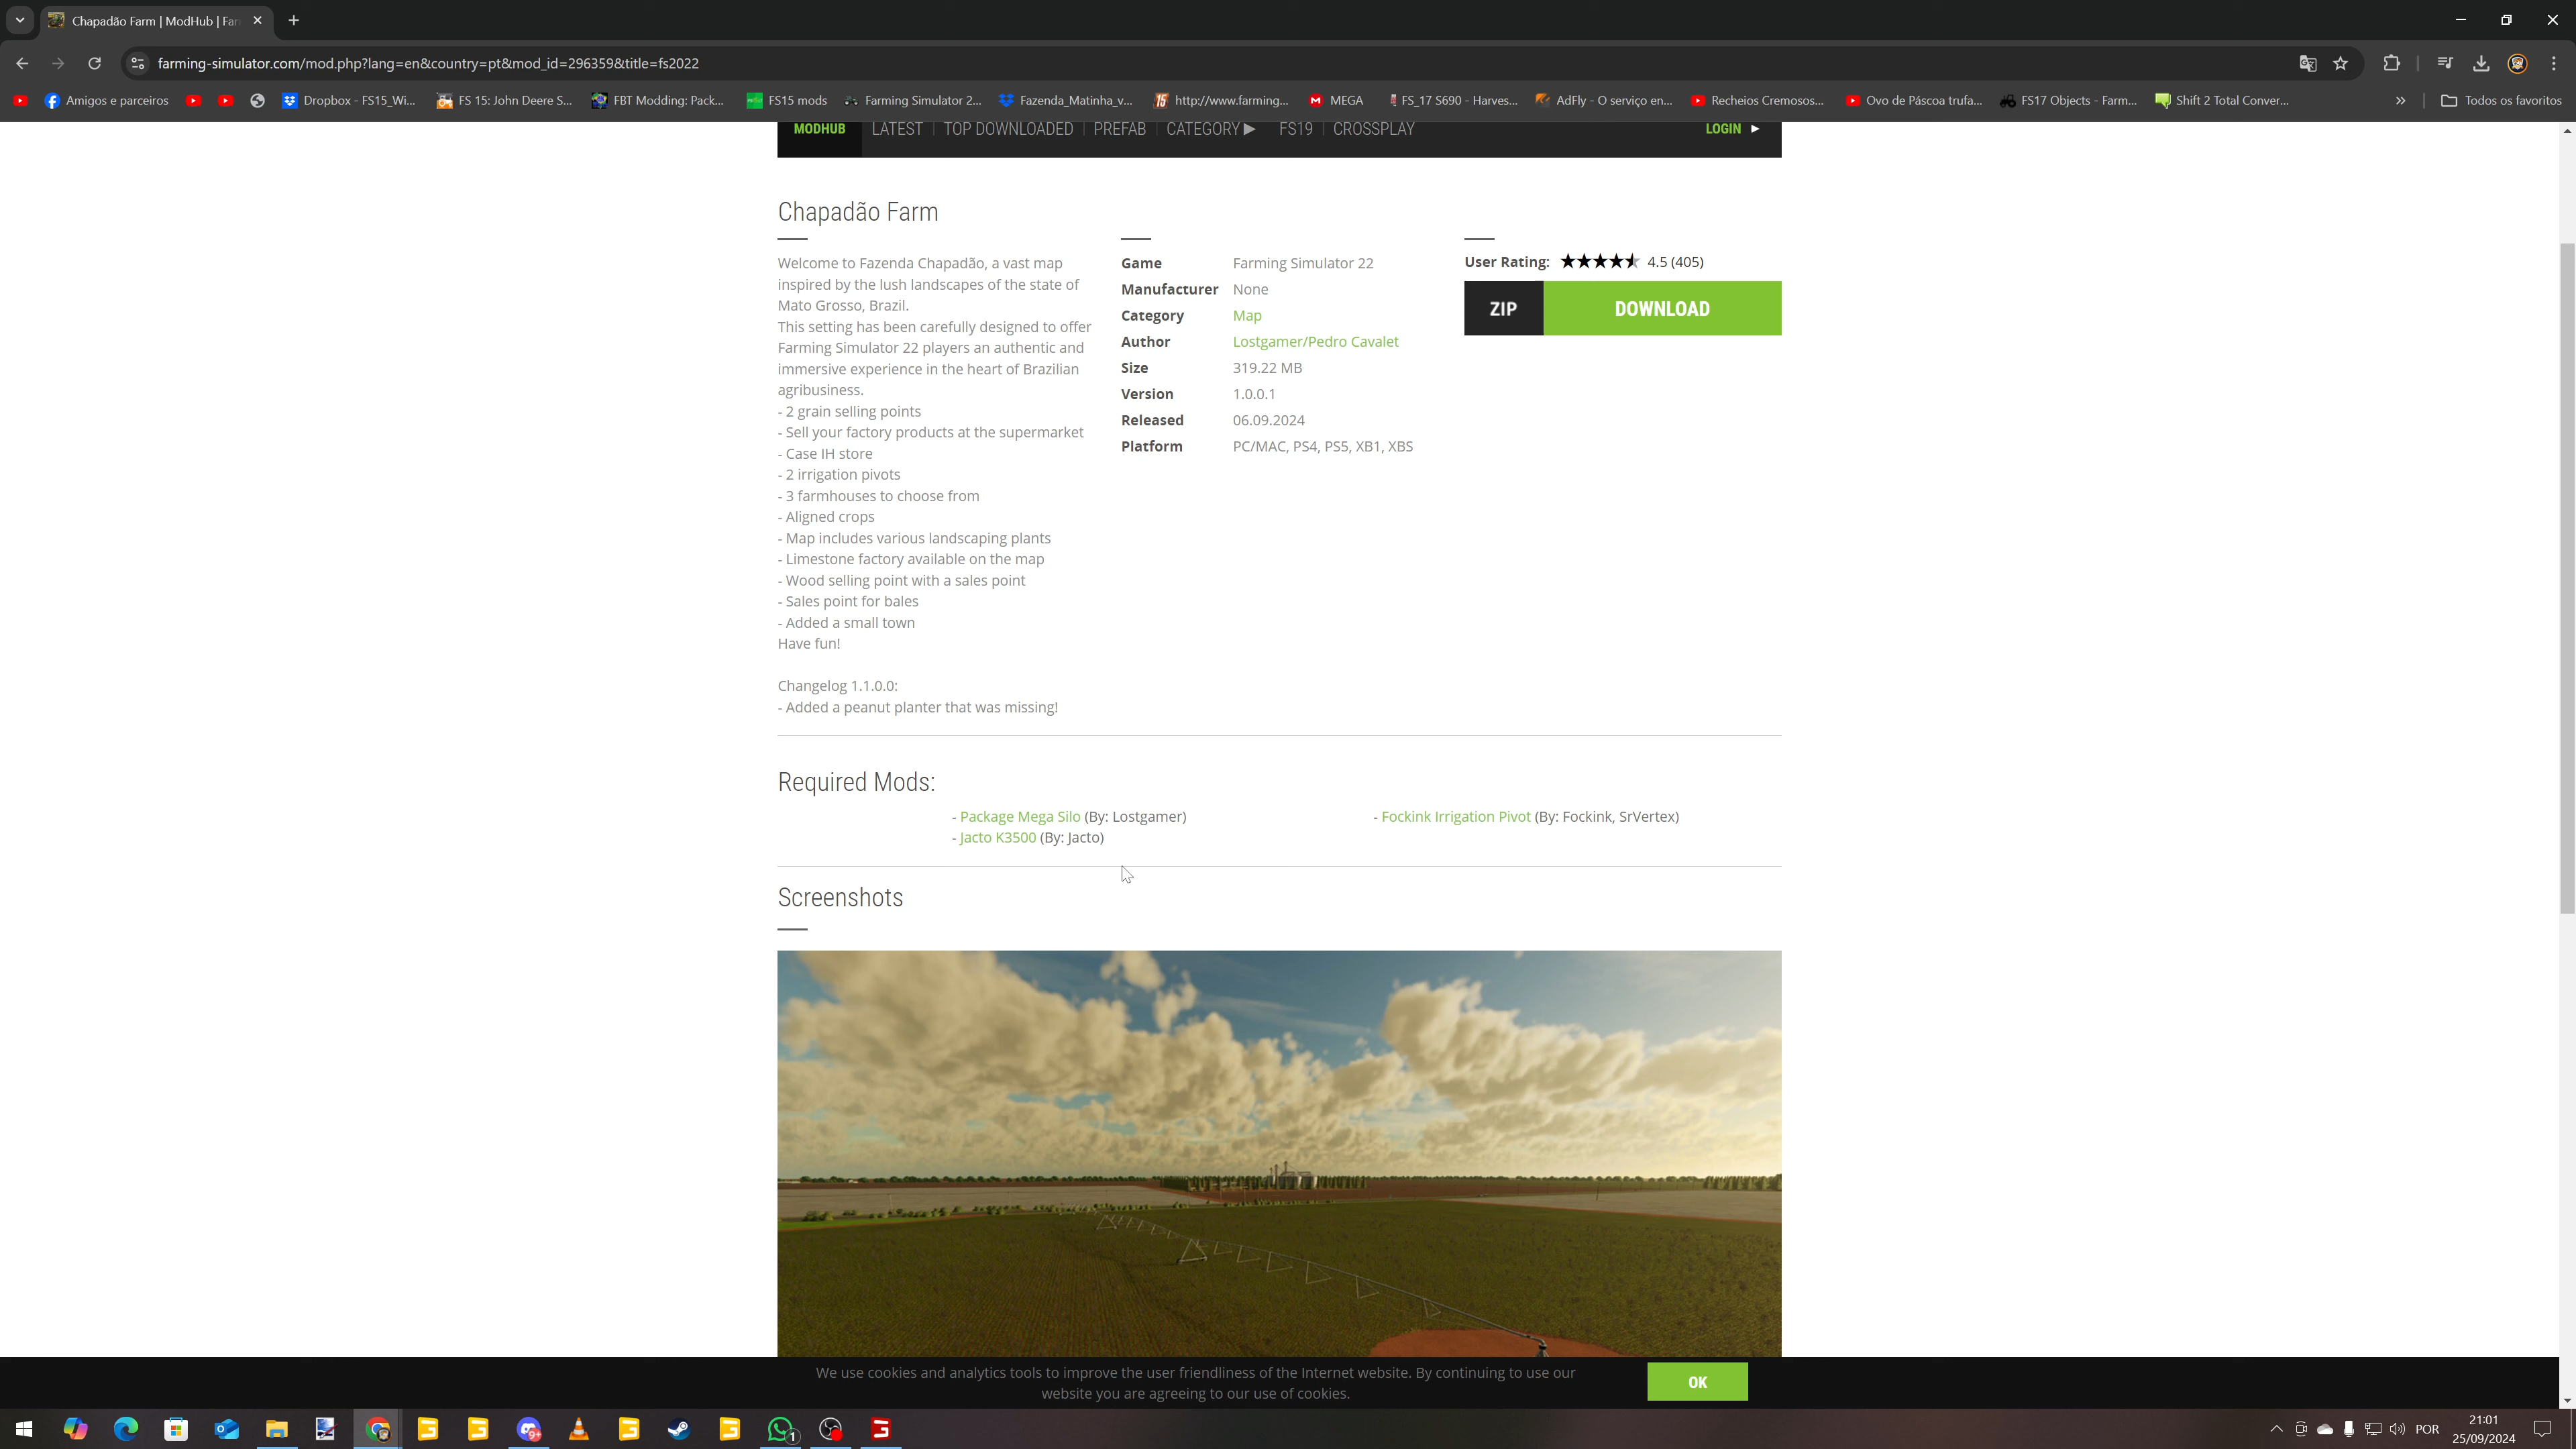 Chapadão Farm | ModHub | Far
farming-simulator.com/mod.php?lang=en&country=pt&mod_id=296359&title=fs2022
Amigos e parceiros
Dropbox - FS15_Wi...
FS 15: John Deere S...
FBT Modding: Pack...
FS15 mods
Farming Simulator 2...
Fazenda_Matinha_v...
15 http://www.farming...
MEGA
FS_17 S690 - Harves...
AdFly - O serviço en...
Recheios Cremosos...
Ovo de Páscoa trufa...
FS17 Objects - Farm...
Shift 2 Total Conver...
»
Todos os favoritos
MODHUB
LATEST
TOP DOWNLOADED
PREFAB
CATEGORY
FS19
CROSSPLAY
LOGIN
Chapadão Farm
Welcome to Fazenda Chapadão, a vast map
inspired by the lush landscapes of the state of
Mato Grosso, Brazil.
This setting has been carefully designed to offer
Farming Simulator 22 players an authentic and
immersive experience in the heart of Brazilian
agribusiness.
- 2 grain selling points
- Sell your factory products at the supermarket
- Case IH store
- 2 irrigation pivots
- 3 farmhouses to choose from
- Aligned crops
- Map includes various landscaping plants
- Limestone factory available on the map
- Wood selling point with a sales point
- Sales point for bales
- Added a small town
Have fun!
Changelog 1.1.0.0:
- Added a peanut planter that was missing!
Game Farming Simulator 22
Manufacturer None
Category Map
Author Lostgamer/Pedro Cavalet
Size 319.22 MB
Version 1.0.0.1
Released 06.09.2024
Platform PC/MAC, PS4, PS5, XB1, XBS
User Rating: 4.5 (405)
ZIP DOWNLOAD
Required Mods:
- Package Mega Silo (By: Lostgamer)
- Fockink Irrigation Pivot (By: Fockink, SrVertex)
- Jacto K3500 (By: Jacto)
Screenshots
We use cookies and analytics tools to improve the user friendliness of the Internet website. By continuing to use our
website you are agreeing to our use of cookies.
OK
9+
1
POR
21:01
25/09/2024